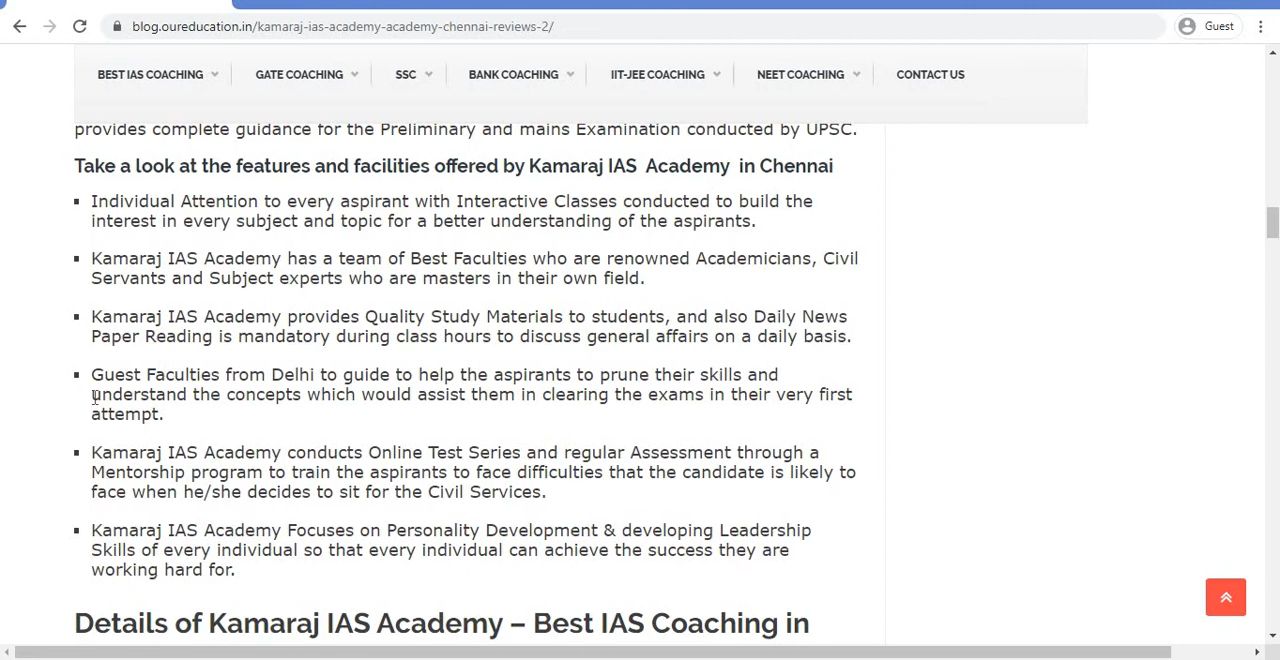 blog.oureducation.in/kamaraj-ias-academy-academy-chennai-reviews-2/
Guest
BEST IAS COACHING
GATE COACHING
SSC
BANK COACHING
IIT-JEE COACHING
NEET COACHING
CONTACT US
provides complete guidance for the Preliminary and mains Examination conducted by UPSC.
Take a look at the features and facilities offered by Kamaraj IAS Academy in Chennai
Individual Attention to every aspirant with Interactive Classes conducted to build the
interest in every subject and topic for a better understanding of the aspirants.
Kamaraj IAS Academy has a team of Best Faculties who are renowned Academicians, Civil
Servants and Subject experts who are masters in their own field.
Kamaraj IAS Academy provides Quality Study Materials to students, and also Daily News
Paper Reading is mandatory during class hours to discuss general affairs on a daily basis.
Guest Faculties from Delhi to guide to help the aspirants to prune their skills and
understand the concepts which would assist them in clearing the exams in their very first
attempt.
Kamaraj IAS Academy conducts Online Test Series and regular Assessment through a
Mentorship program to train the aspirants to face difficulties that the candidate is likely to
face when he/she decides to sit for the Civil Services.
Kamaraj IAS Academy Focuses on Personality Development & developing Leadership
Skills of every individual so that every individual can achieve the success they are
working hard for.
Details of Kamaraj IAS Academy – Best IAS Coaching in